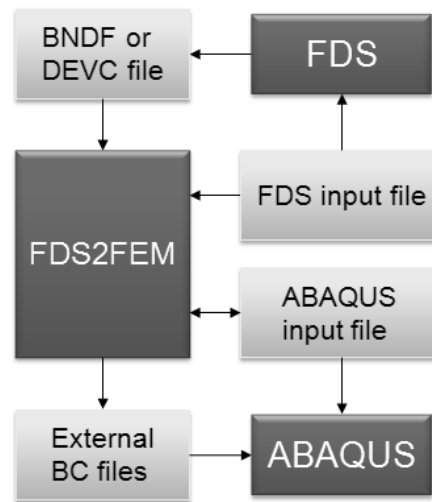 BNDF or
DEVC file
FDS
FDS2FEM
FDS input file
ABAQUS
input file
External
BC files
ABAQUS